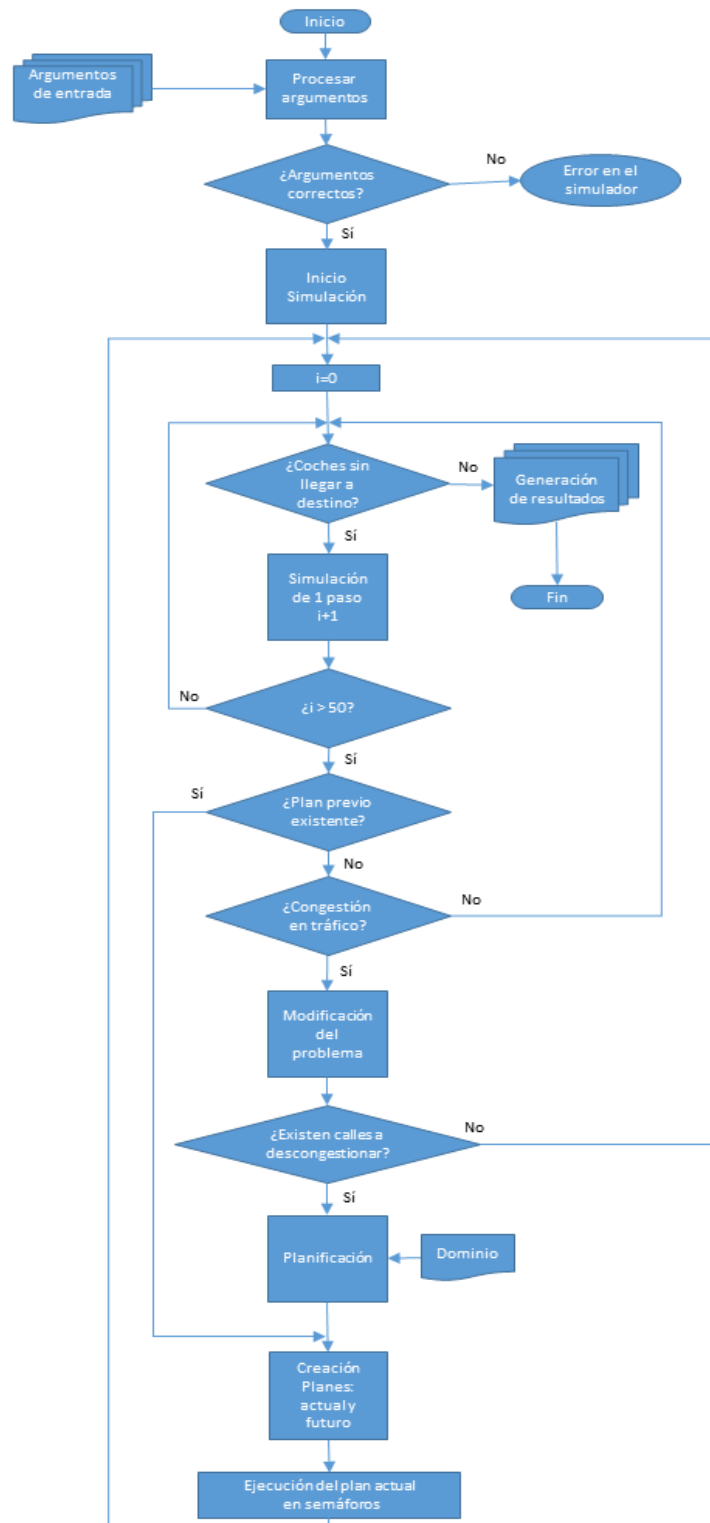 Inicio
Argumentos
de entrada
Procesar
argumentos
¿Argumentos
correctos?
No
Error en el
simulador
Sí
Inicio
Simulación
i=0
¿Coches sin
llegar a
destino?
No
Generación
de resultados
Sí
Simulación
de 1 paso
i+1
Fin
No
¿i > 50?
Sí
Sí
¿Plan previo
existente?
No
¿Congestión
en tráfico?
No
Sí
Modificación
del
problema
¿Existen calles a
descongestionar?
No
Sí
Planificación
Dominio
Creación
Planes:
actual y
futuro
Ejecución del plan actual
en semáforos